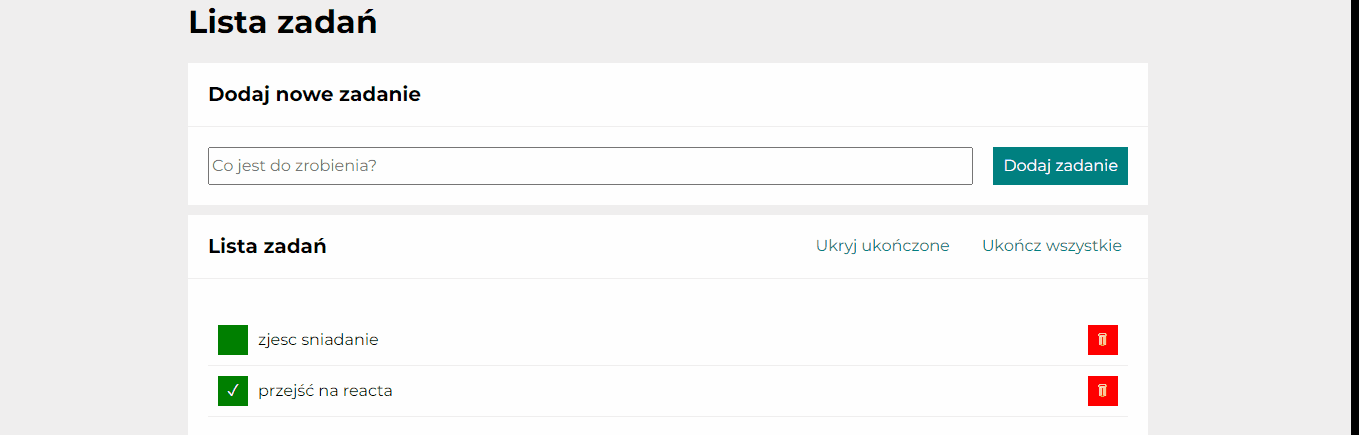 Lista zadań
Dodaj nowe zadanie
Co jest do zrobienia? Dodaj zadanie
Lista zadań Ukryj ukończone Ukończ wszystkie
zjesc sniadanie
✓ przejść na reacta